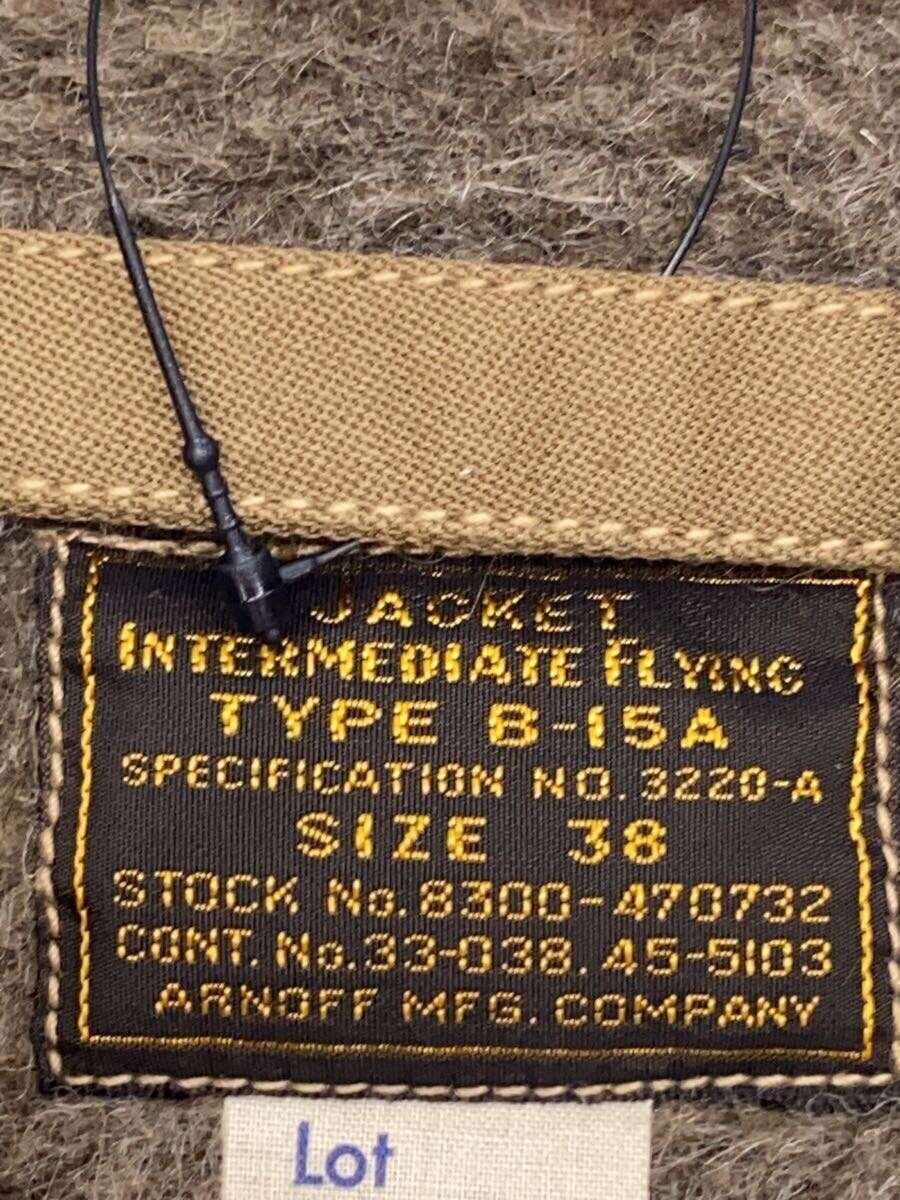 JACKET
INTERMEDIATE FLYING
TYPE B-15A
SPECIFICATION NO. 3220-A
SIZE 38
STOCK No. 8300-470732
CONT. No. 33-038. 45-5103
ARNOFF MFG. COMPANY
Lot